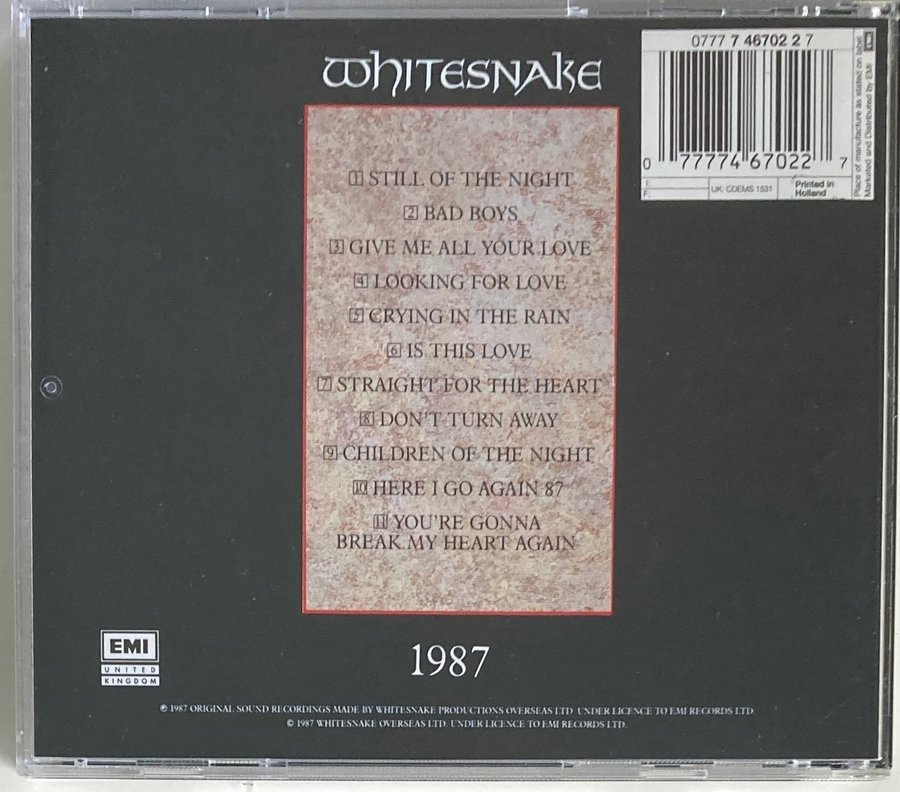 WHITESNAKE
0777 7 46702 2 7
0 77774 67022 7
UK: CDEMS 1531
Printed in
Holland
Place of manufacture as stated on label
Marketed and Distributed by EMI
EMI
1 STILL OF THE NIGHT
2 BAD BOYS
3 GIVE ME ALL YOUR LOVE
4 LOOKING FOR LOVE
5 CRYING IN THE RAIN
6 IS THIS LOVE
7 STRAIGHT FOR THE HEART
8 DON'T TURN AWAY
9 CHILDREN OF THE NIGHT
10 HERE I GO AGAIN 87
11 YOU'RE GONNA
BREAK MY HEART AGAIN
1987
EMI
UNITED
KINGDOM
℗ 1987 ORIGINAL SOUND RECORDINGS MADE BY WHITESNAKE PRODUCTIONS OVERSEAS LTD. UNDER LICENCE TO EMI RECORDS LTD.
© 1987 WHITESNAKE OVERSEAS LTD. UNDER LICENCE TO EMI RECORDS LTD.